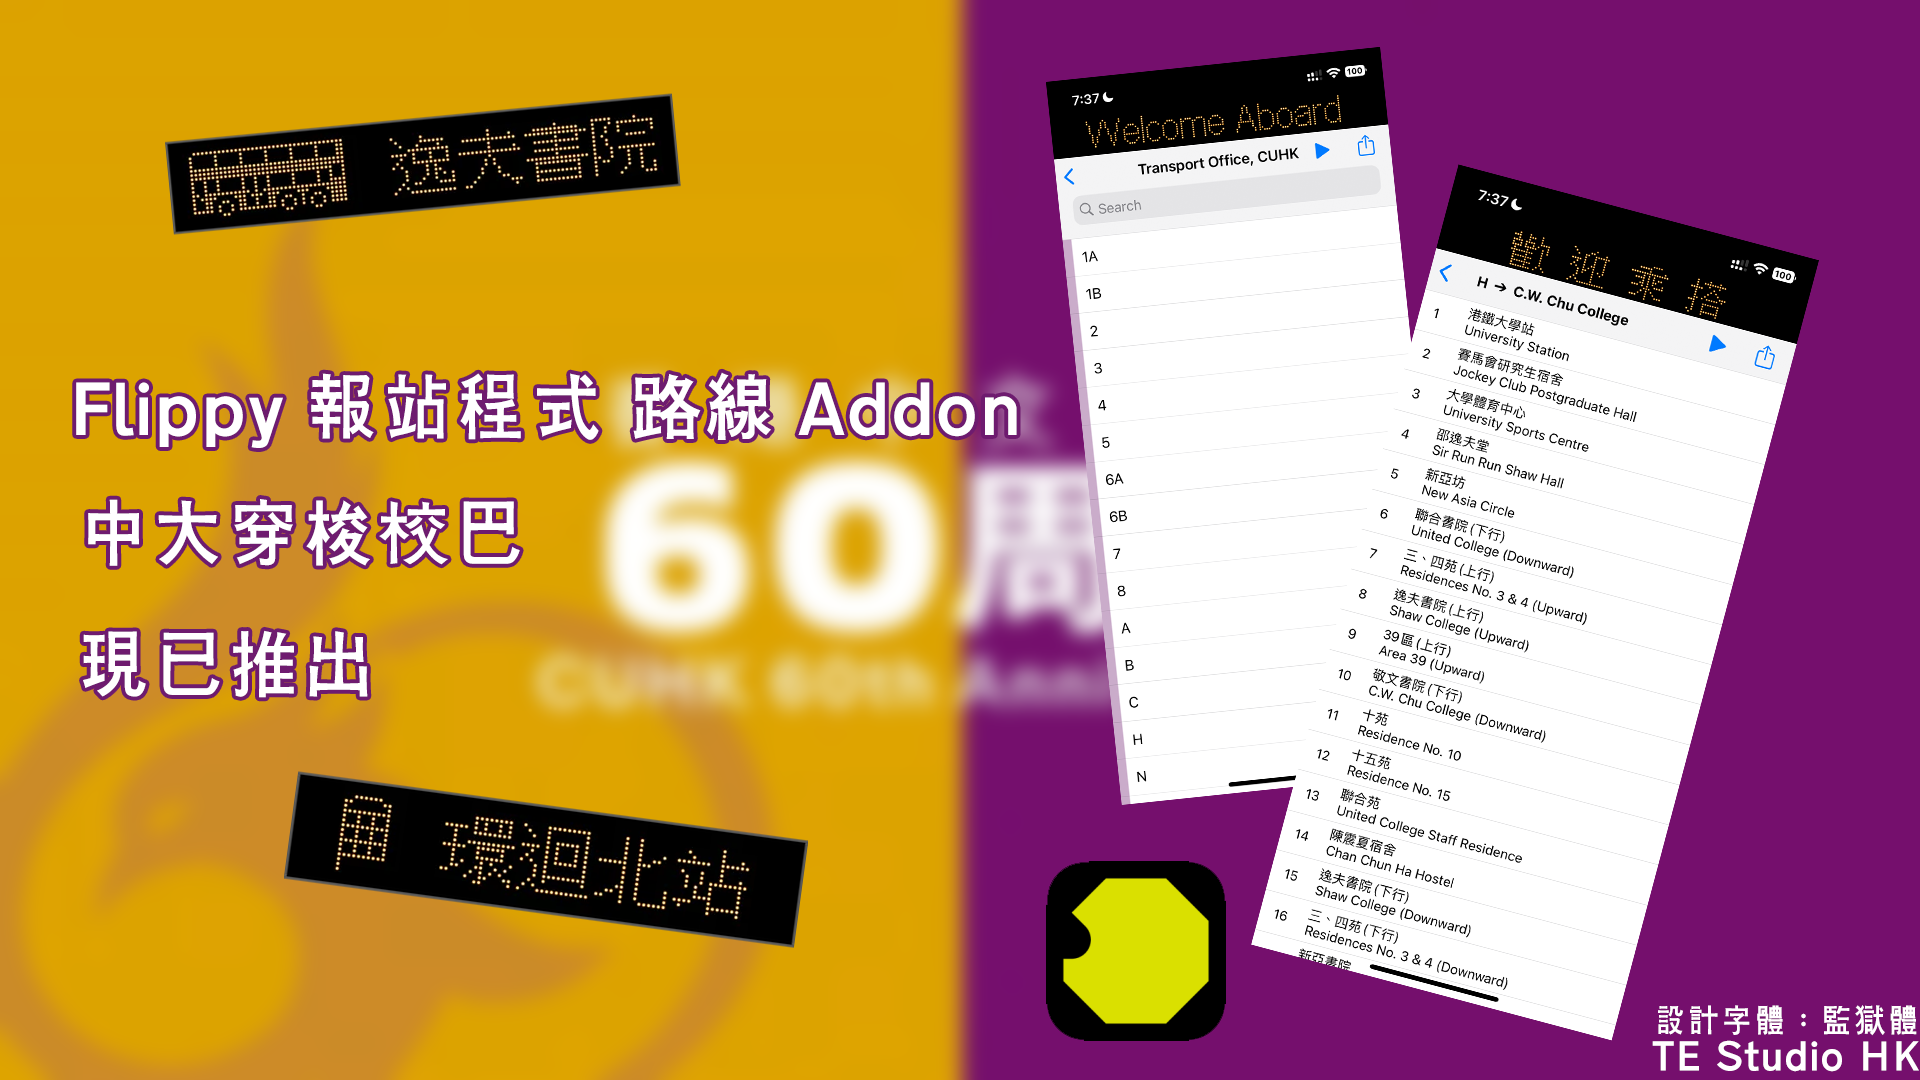 逸夫書院
Flippy 報站程式 路線 Addon
中大穿梭校巴
現已推出
60周
CUHK 60th Anni
環迴北站
7:37
100
Welcome Aboard
Transport Office, CUHK
Search
1A
1B
2
3
4
5
6A
6B
7
8
A
B
C
H
N
7:37
100
歡迎乘搭
H → C.W. Chu College
1 港鐵大學站
University Station
2 賽馬會研究生宿舍
Jockey Club Postgraduate Hall
3 大學體育中心
University Sports Centre
4 邵逸夫堂
Sir Run Run Shaw Hall
5 新亞坊
New Asia Circle
6 聯合書院 (下行)
United College (Downward)
7 三、四苑 (上行)
Residences No. 3 & 4 (Upward)
8 逸夫書院 (上行)
Shaw College (Upward)
9 39區 (上行)
Area 39 (Upward)
10 敬文書院 (下行)
C.W. Chu College (Downward)
11 十苑
Residence No. 10
12 十五苑
Residence No. 15
13 聯合苑
United College Staff Residence
14 陳震夏宿舍
Chan Chun Ha Hostel
15 逸夫書院 (下行)
Shaw College (Downward)
16 三、四苑 (下行)
Residences No. 3 & 4 (Downward)
新亞書院
設計字體：監獄體
TE Studio HK